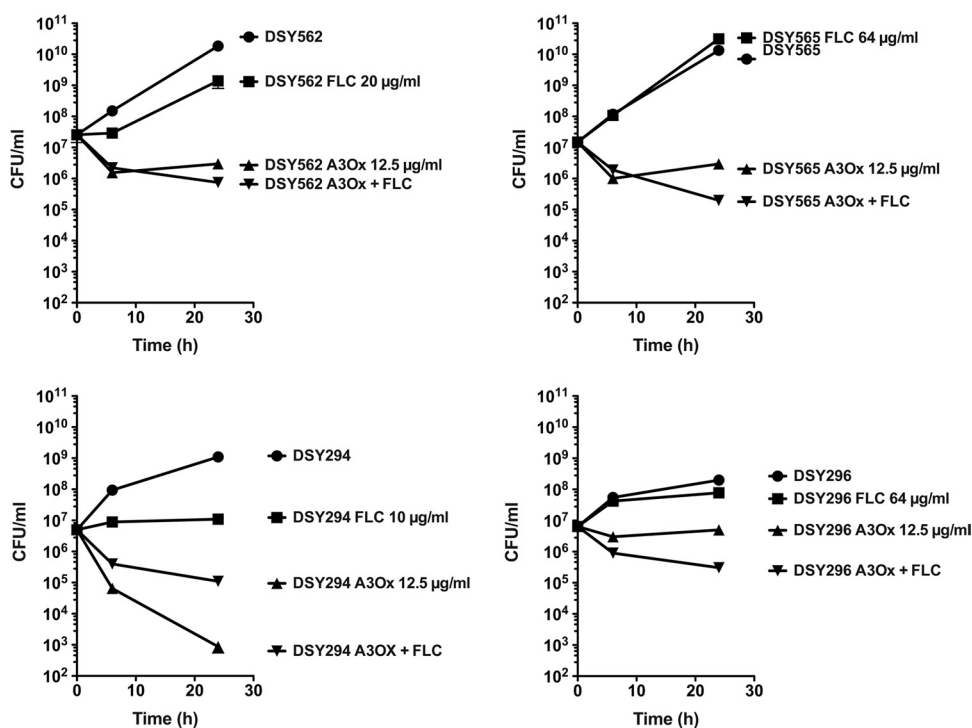 CFU/ml
10¹¹
10¹⁰
10⁹
10⁸
10⁷
10⁶
10⁵
10⁴
10³
10²
0 10 20 30
Time (h)
DSY562
DSY562 FLC 20 µg/ml
DSY562 A3Ox 12.5 µg/ml
DSY562 A3Ox + FLC
CFU/ml
10¹¹
10¹⁰
10⁹
10⁸
10⁷
10⁶
10⁵
10⁴
10³
10²
0 10 20 30
Time (h)
DSY565 FLC 64 µg/ml
DSY565
DSY565 A3Ox 12.5 µg/ml
DSY565 A3Ox + FLC
CFU/ml
10¹¹
10¹⁰
10⁹
10⁸
10⁷
10⁶
10⁵
10⁴
10³
10²
0 10 20 30
Time (h)
DSY294
DSY294 FLC 10 µg/ml
DSY294 A3Ox 12.5 µg/ml
DSY294 A3OX + FLC
CFU/ml
10¹¹
10¹⁰
10⁹
10⁸
10⁷
10⁶
10⁵
10⁴
10³
10²
0 10 20 30
Time (h)
DSY296
DSY296 FLC 64 µg/ml
DSY296 A3Ox 12.5 µg/ml
DSY296 A3Ox + FLC